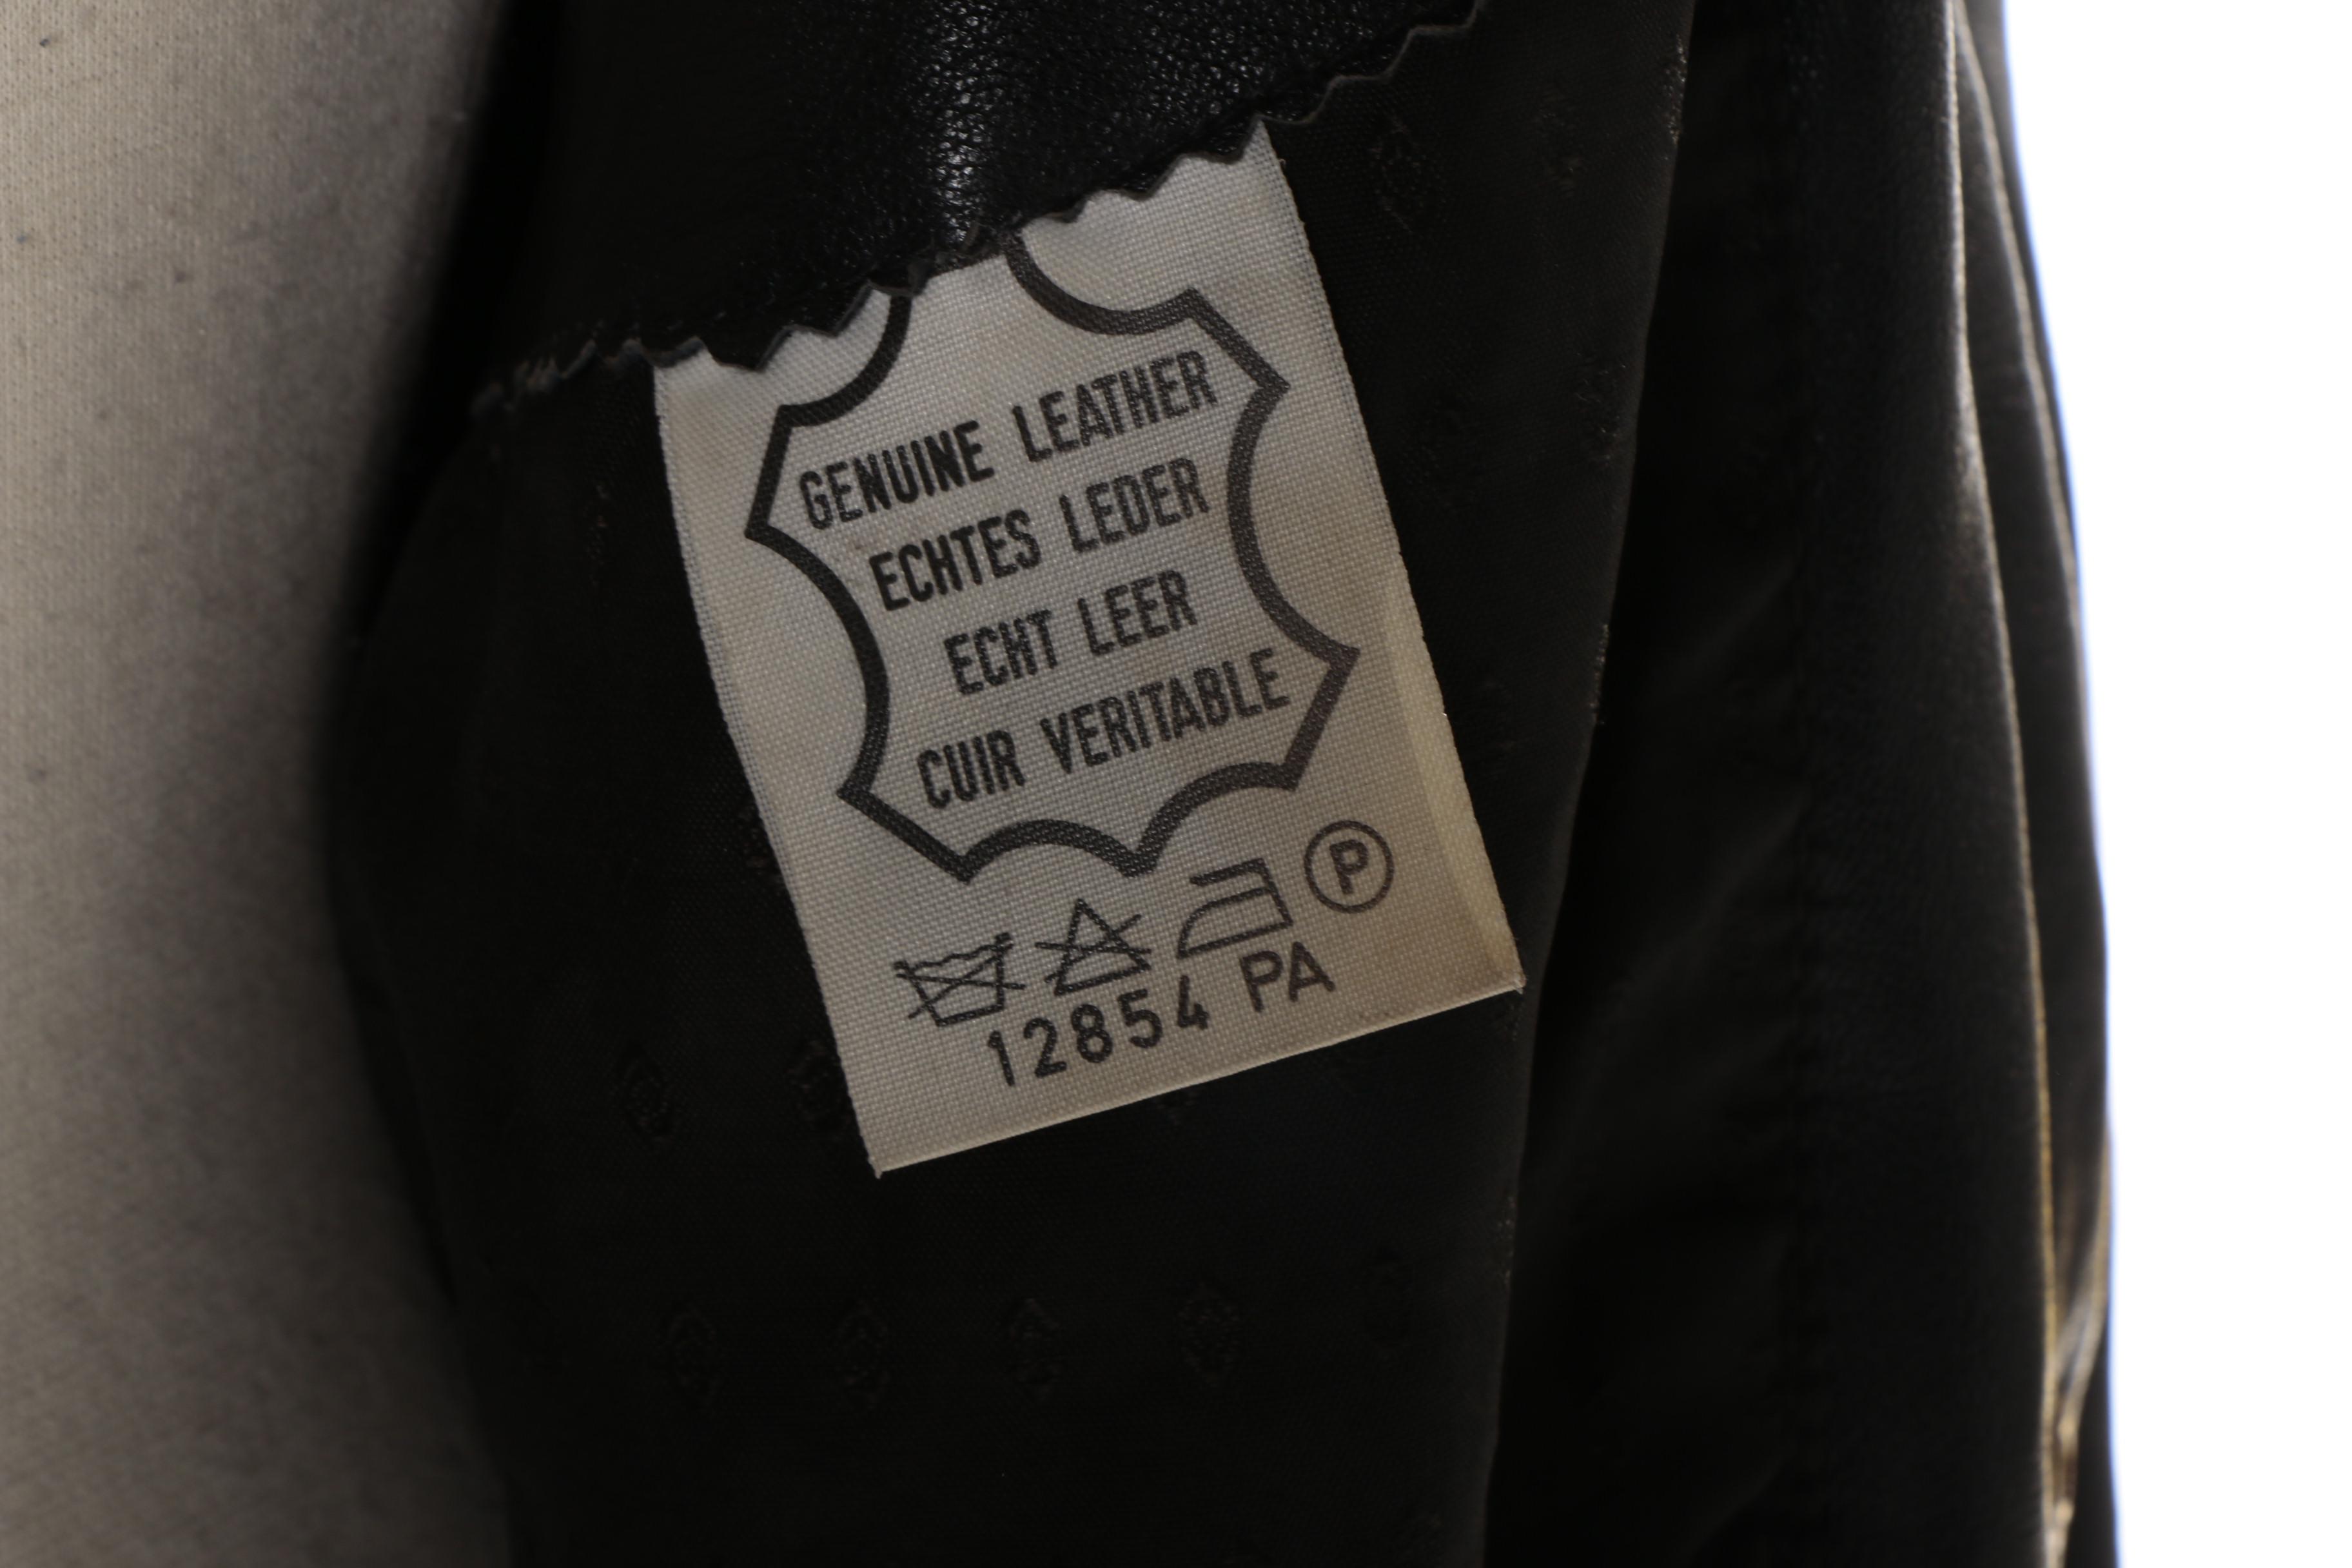 GENUINE LEATHER
ECHTES LEDER
ECHT LEER
CUIR VERITABLE
P
12854 PA